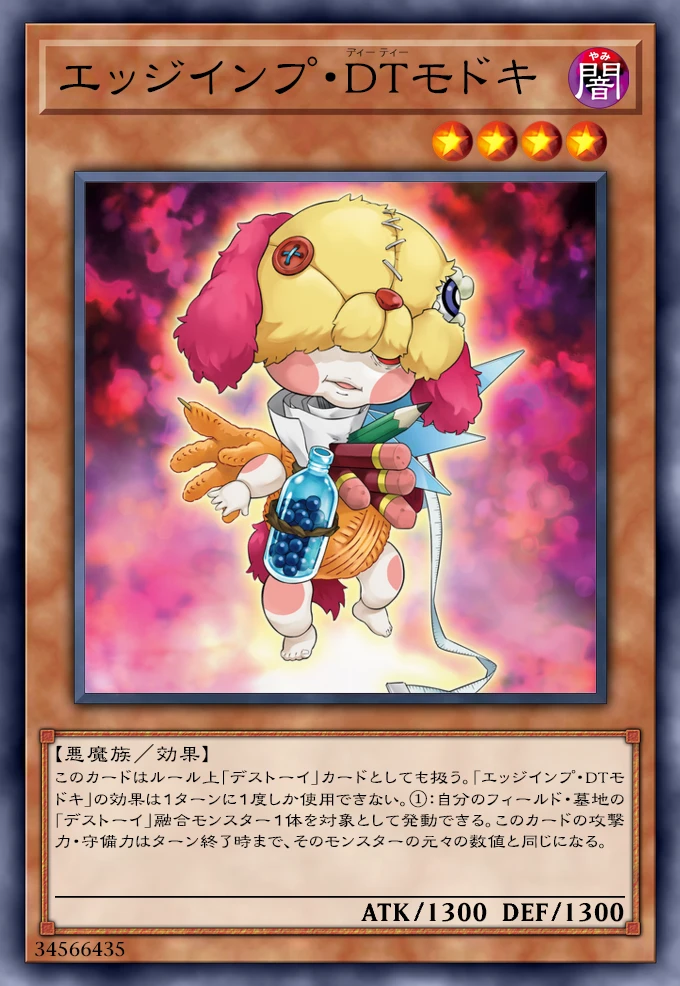 ディー ティー
エッジインプ・DTモドキ
やみ
闇
【悪魔族／効果】
このカードはルール上「デストーイ」カードとしても扱う。「エッジインプ・DTモ
ドキ」の効果は１ターンに１度しか使用できない。①：自分のフィールド・墓地の
「デストーイ」融合モンスター１体を対象として発動できる。このカードの攻撃
力・守備力はターン終了時まで、そのモンスターの元々の数値と同じになる。
ATK/1300 DEF/1300
34566435